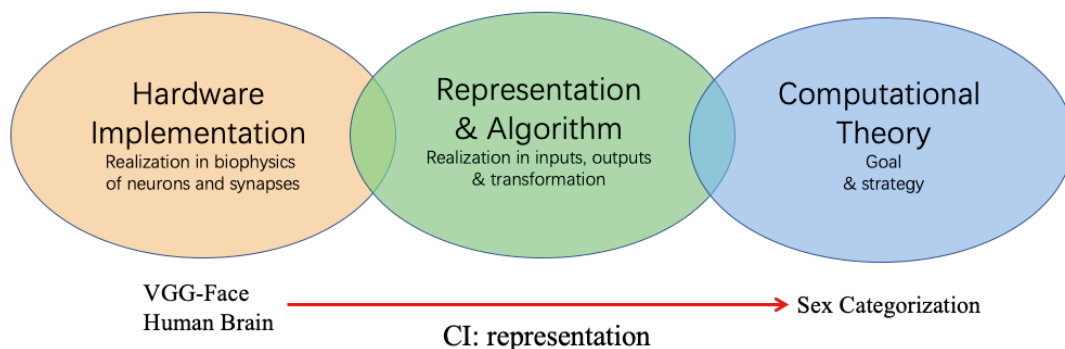 Hardware
Implementation
Realization in biophysics
of neurons and synapses
Representation
& Algorithm
Realization in inputs, outputs
& transformation
Computational
Theory
Goal
& strategy
VGG-Face
Human Brain
CI: representation
Sex Categorization